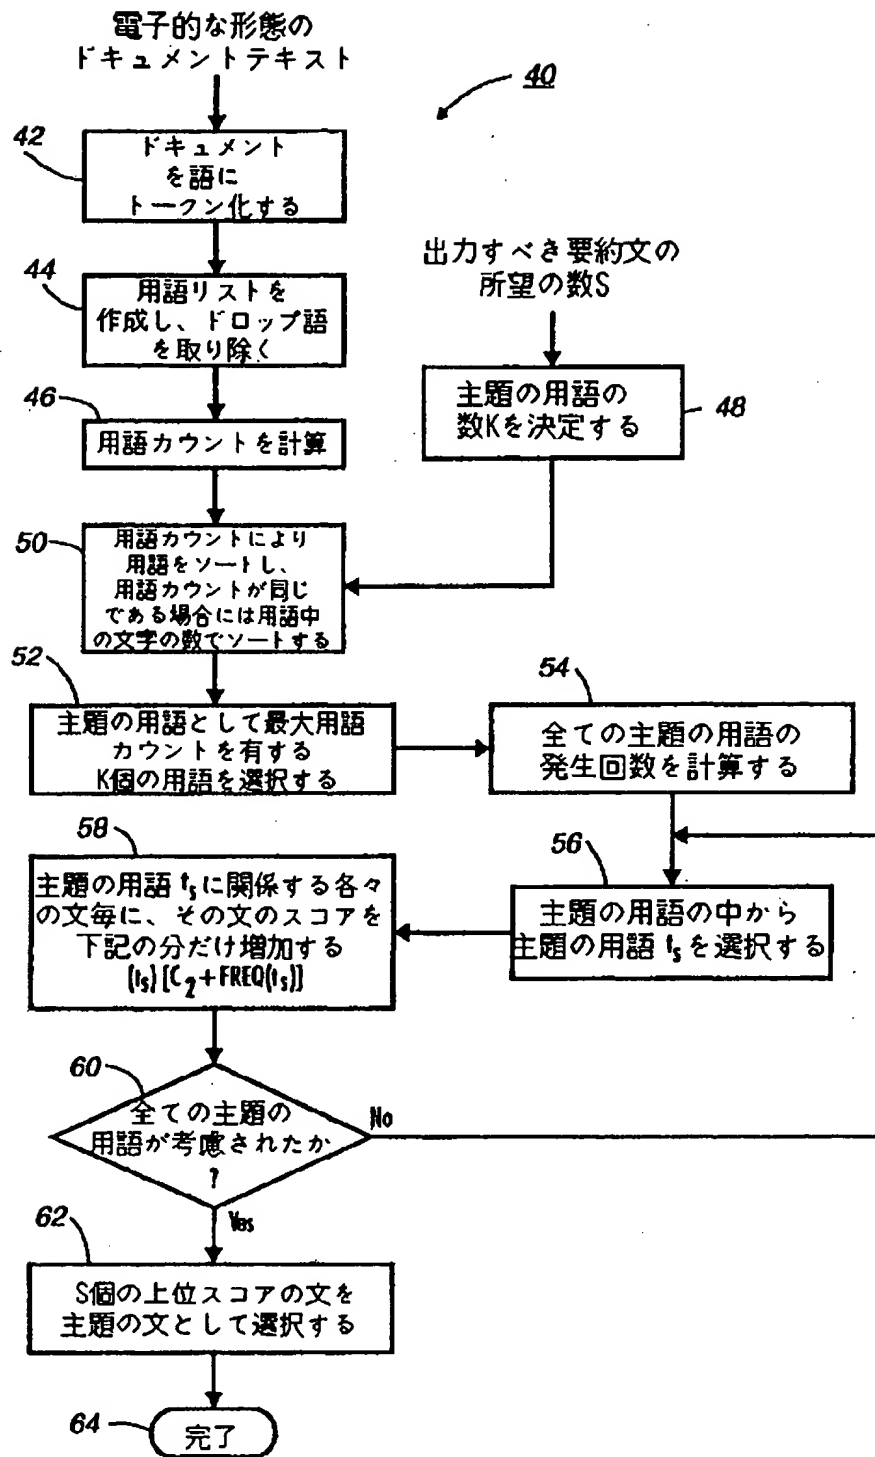 電子的な形態の
ドキュメントテキスト
40
42
ドキュメント
を語に
トークン化する
44
用語リストを
作成し、ドロップ語
を取り除く
出力すべき要約文の
所望の数S
46
用語カウントを計算
主題の用語の
数Kを決定する
48
50
用語カウントにより
用語をソートし、
用語カウントが同じ
である場合には用語中
の文字の数でソートする
52
主題の用語として最大用語
カウントを有する
K個の用語を選択する
54
全ての主題の用語の
発生回数を計算する
56
主題の用語の中から
主題の用語 tsを選択する
58
主題の用語 tsに関係する各々
の文毎に、その文のスコアを
下記の分だけ増加する
(ts)[C2+FREQ(ts)]
60
全ての主題の
用語が考慮されたか
?
No
Yes
62
S個の上位スコアの文を
主題の文として選択する
64
完了